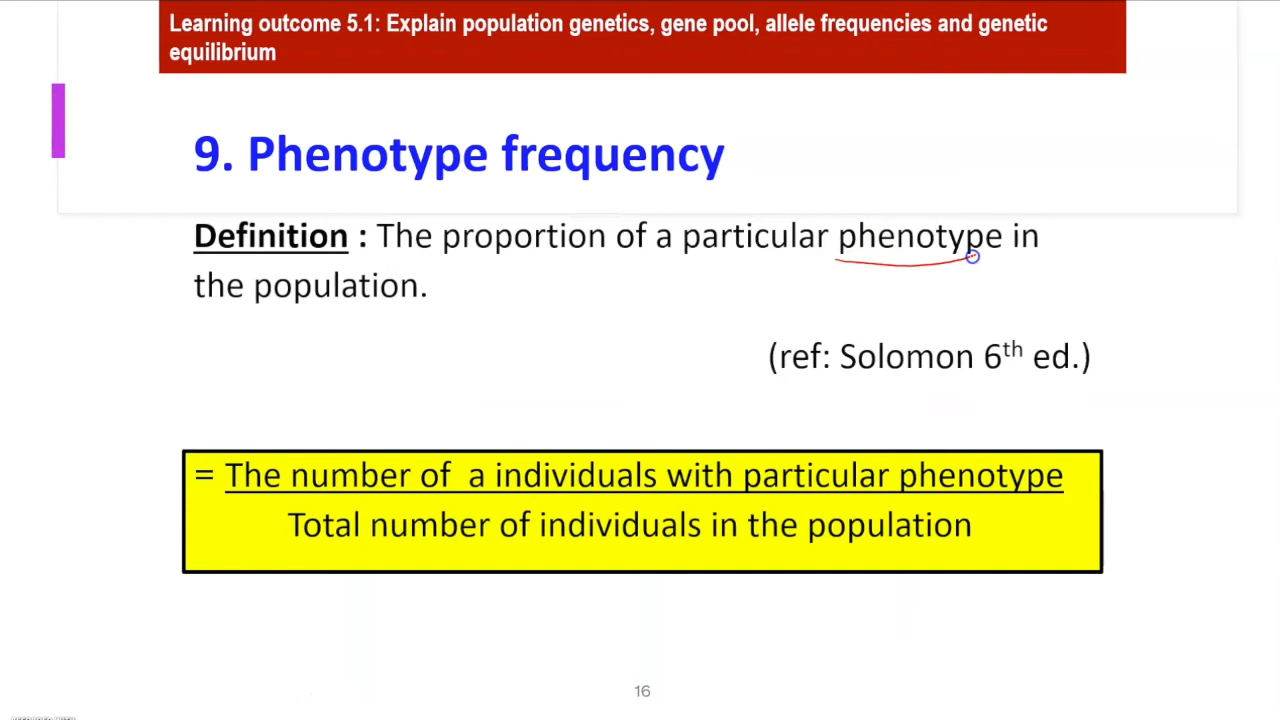 Learning outcome 5.1: Explain population genetics, gene pool, allele frequencies and genetic
equilibrium
9. Phenotype frequency
Definition : The proportion of a particular phenotype in
the population.
(ref: Solomon 6th ed.)
= The number of  a individuals with particular phenotype
Total number of individuals in the population
16